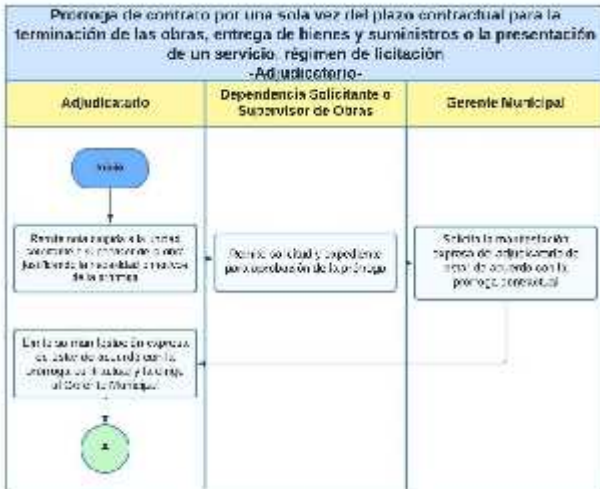 Prorroga de contrato por una sola vez del plazo contractual para la
terminación de las obras, entrega de bienes y suministros o la presentación
de un servicio, régimen de licitación
-Adjudicatario-
Adjudicatario
Dependencia Solicitante o
Supervisor de Obras
Gerente Municipal
Inicio
Remite nota dirigida a la unidad
solicitante o supervisor de la obra
justificando la necesidad o motivos
de la prórroga
Remite solicitud y expediente
para aprobación de la prórroga
Solicita la manifestación
expresa del adjudicatario de
estar de acuerdo con la
prórroga contractual
Emite su manifestación expresa
de estar de acuerdo con la
prórroga contractual y la dirige
al Gerente Municipal